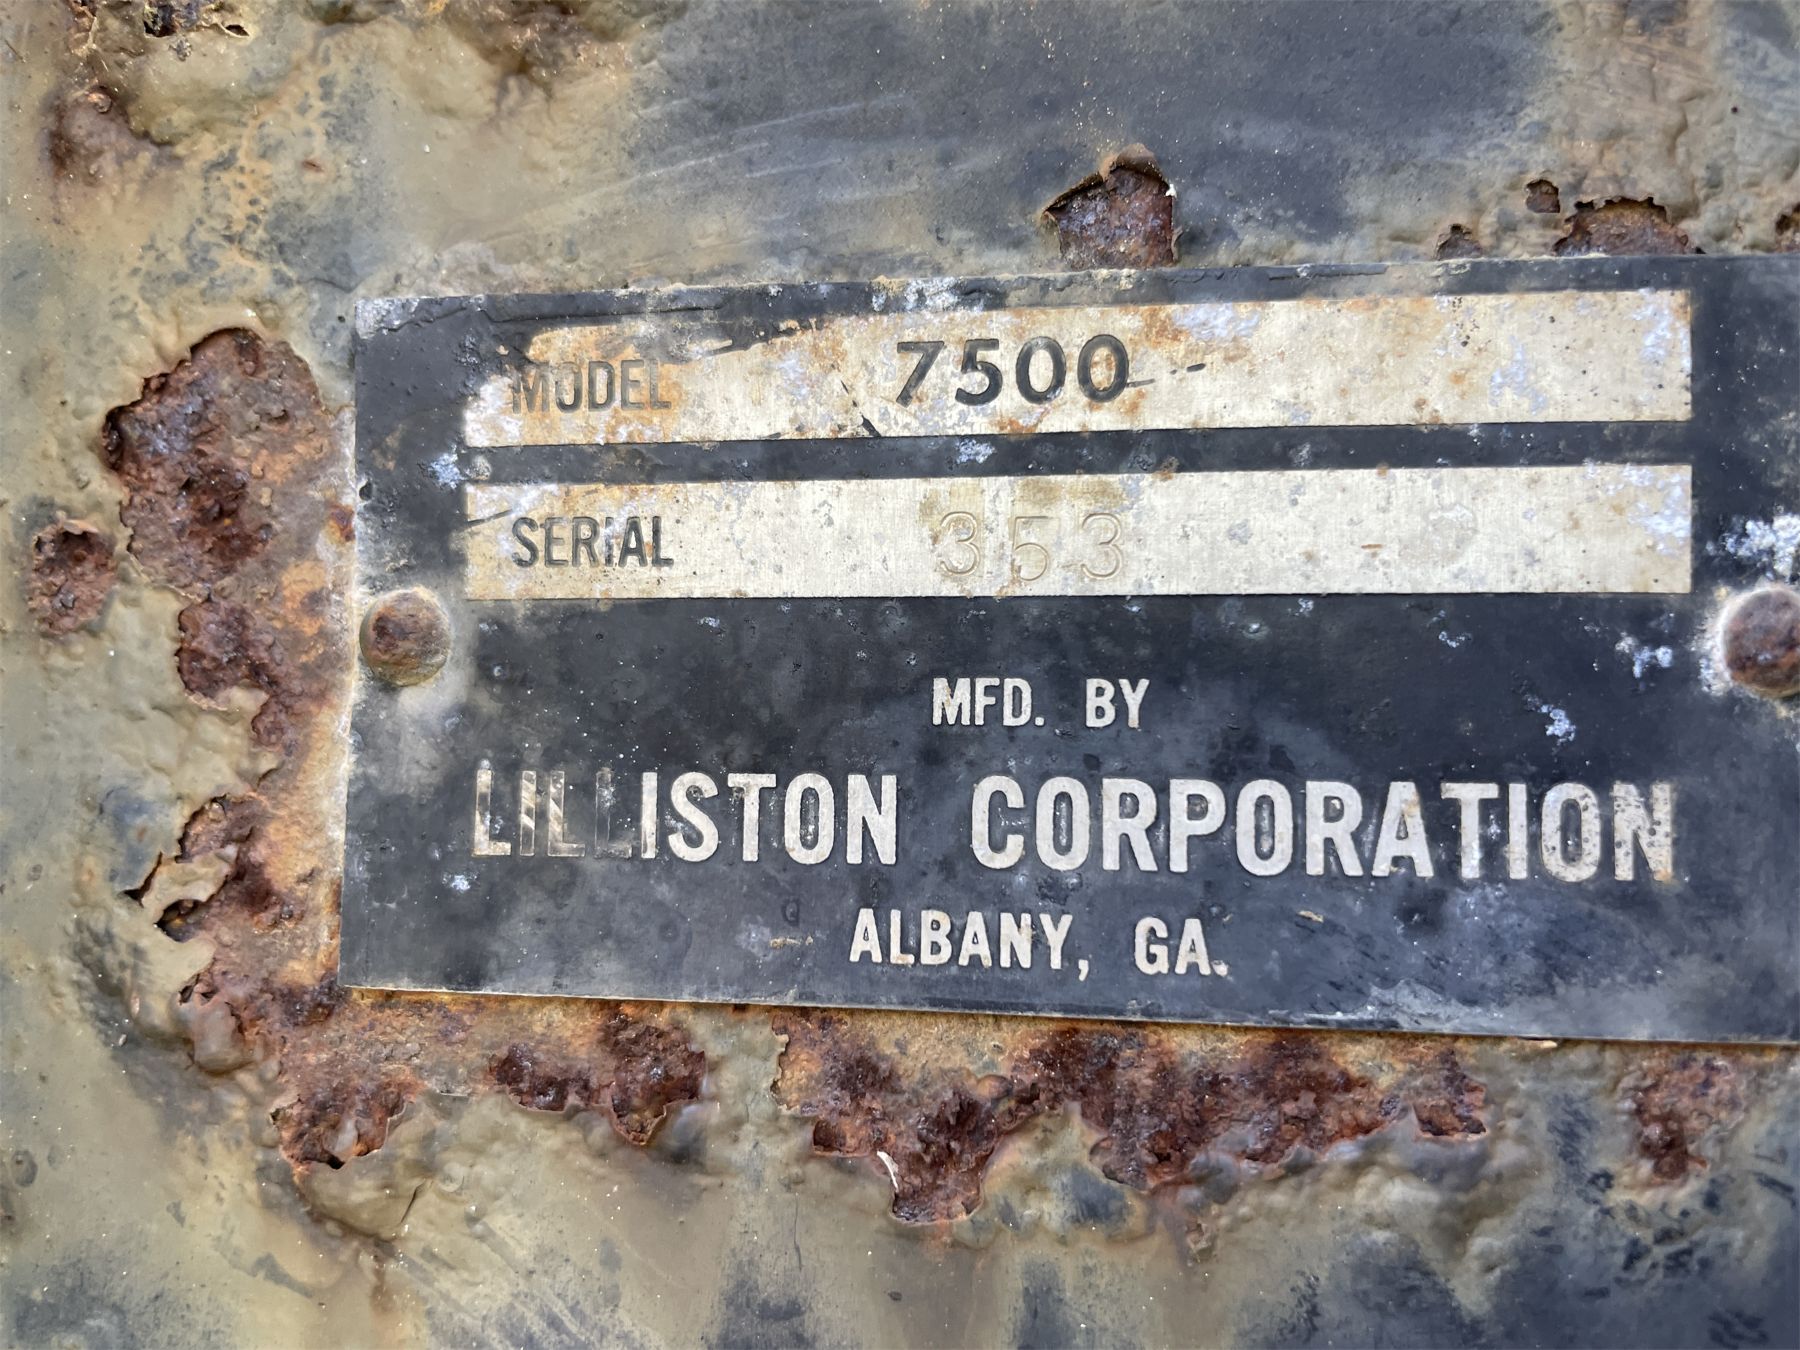 MODEL 7500
SERIAL 353
MFD. BY
LILLISTON CORPORATION
ALBANY, GA.